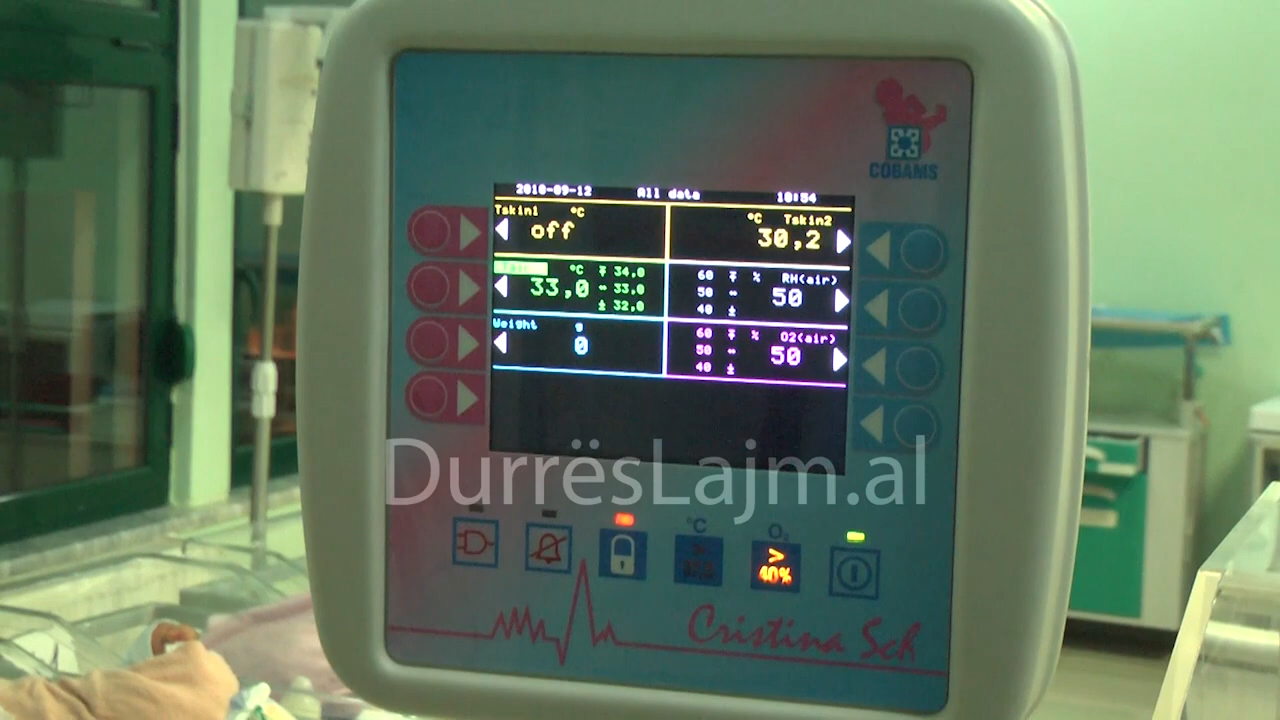 COBAMS
2010-09-12 All data 10:54
Tskin1 °C
off
°C Tskin2
30,2
°C 34,0
33,0 33,0
32,0
60 % RH(air)
50 50
40
Weight g
0
60 % O2(air)
50 50
40
DurrësLajm.al
°C O2
>
40%
Cristina Sch